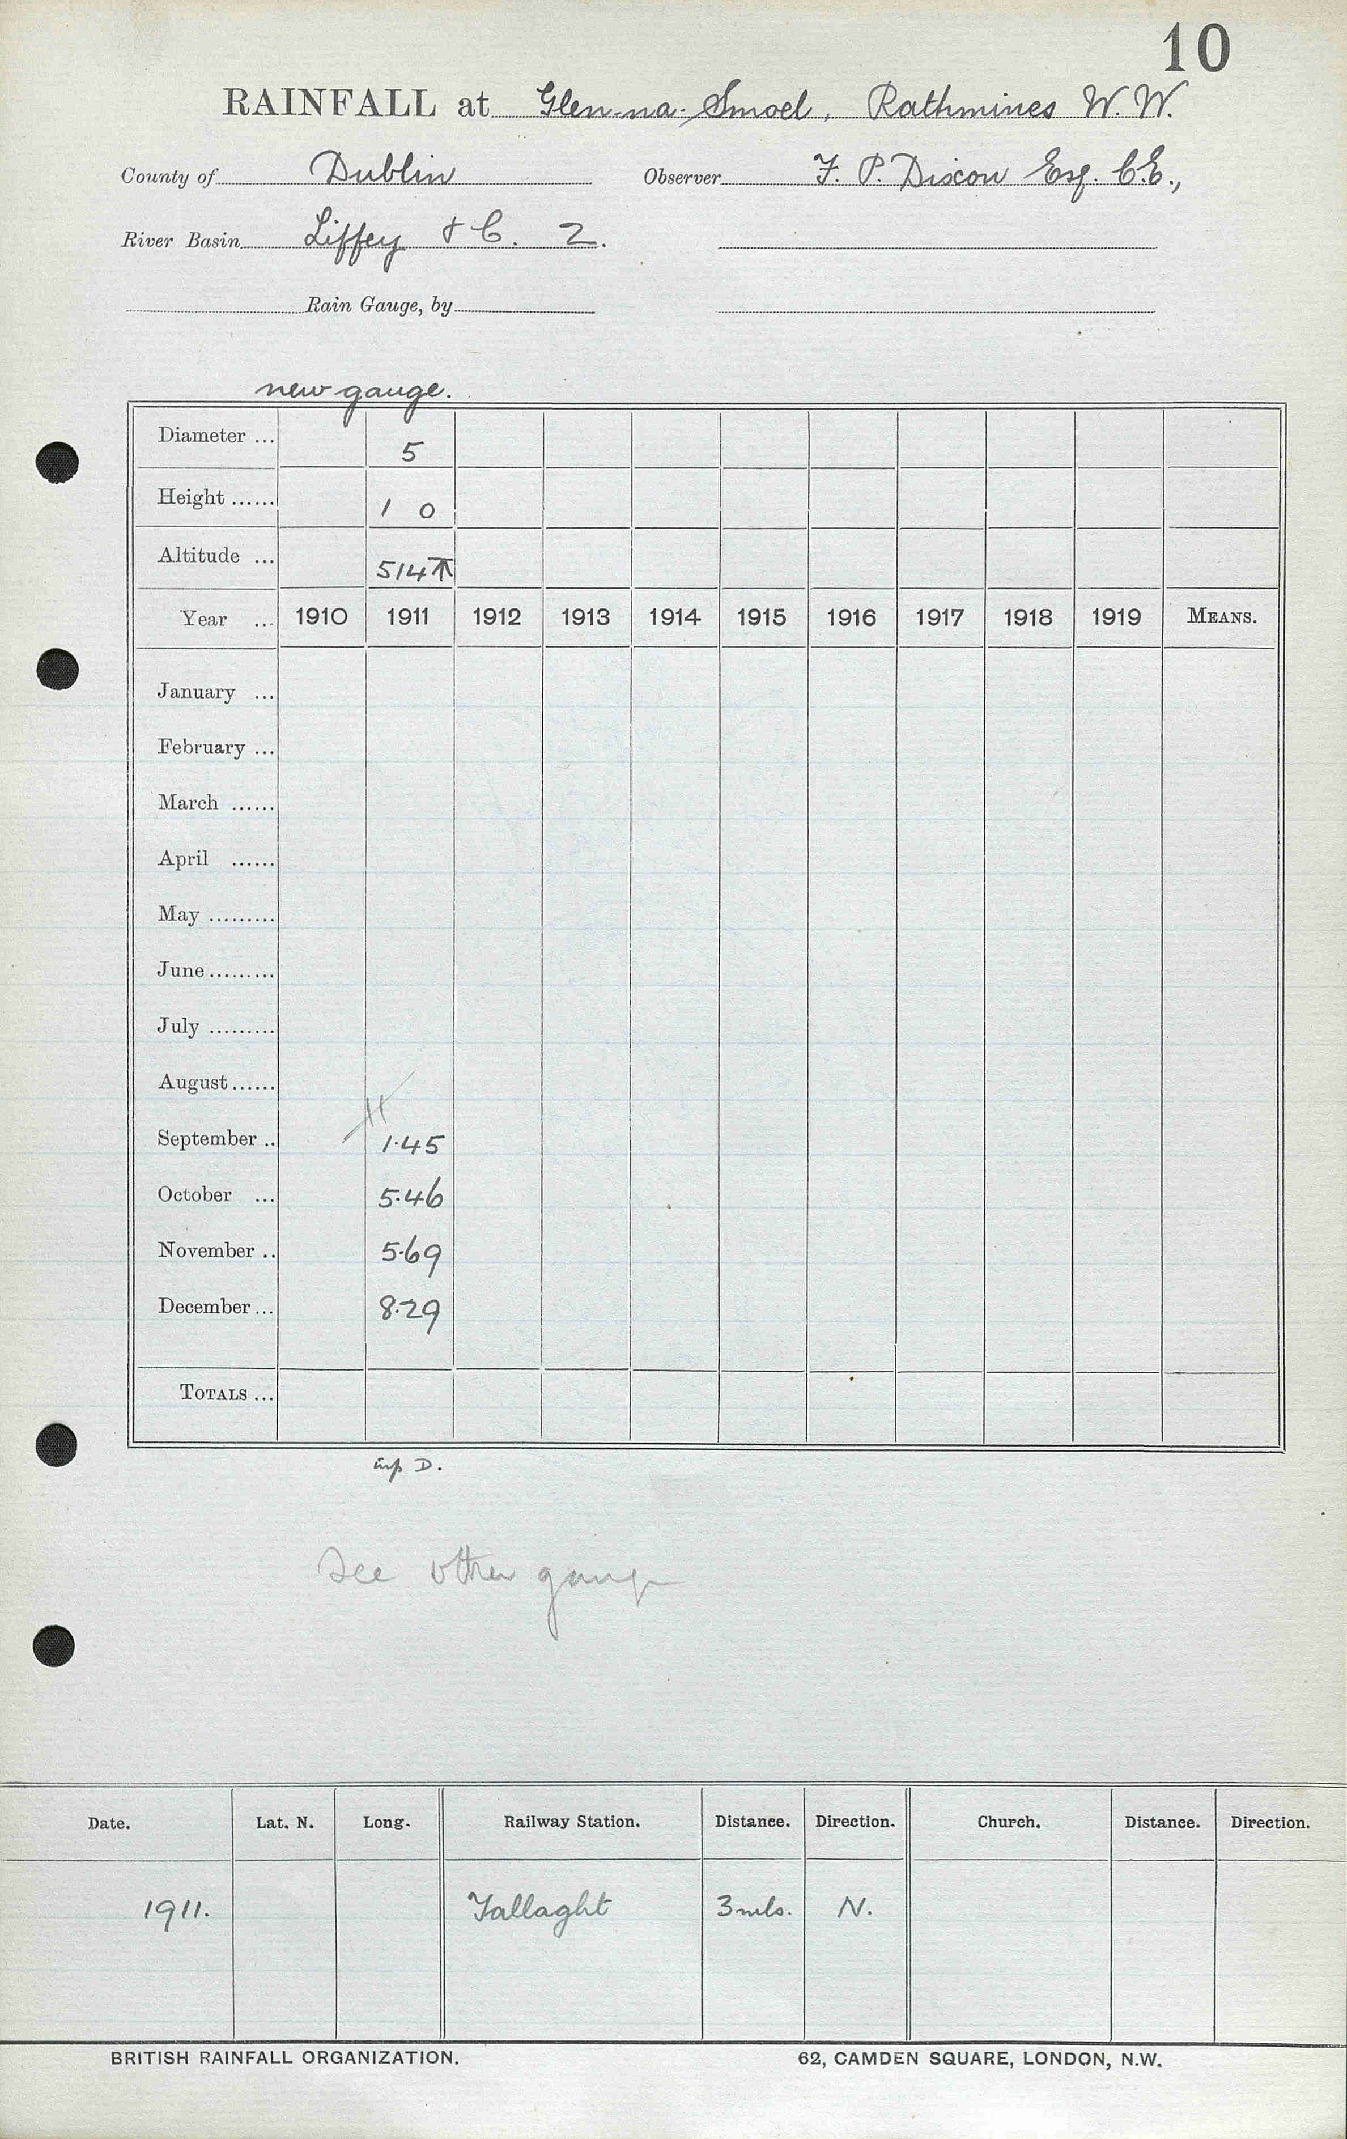 10
RAINFALL at Glen-na-Smoel, Rathmines W.W.
County of Dublin Observer F. P. Dixon Esq. C.E.,
River Basin Liffey & C. 2.
Rain Gauge, by
new gauge.
Diameter ... 5
Height ...... 1 0
Altitude ... 514
Year ... 1910 1911 1912 1913 1914 1915 1916 1917 1918 1919 MEANS.
January ...
February ...
March ......
April ......
May .........
June.........
July .........
August......
September .. 1.45
October ... 5.46
November .. 5.69
December... 8.29
TOTALS ...
D.
See other gauge
Date. Lat. N. Long. Railway Station. Distance. Direction. Church. Distance. Direction.
1911. Tallaght 3 mls. N.
BRITISH RAINFALL ORGANIZATION. 62, CAMDEN SQUARE, LONDON, N.W.